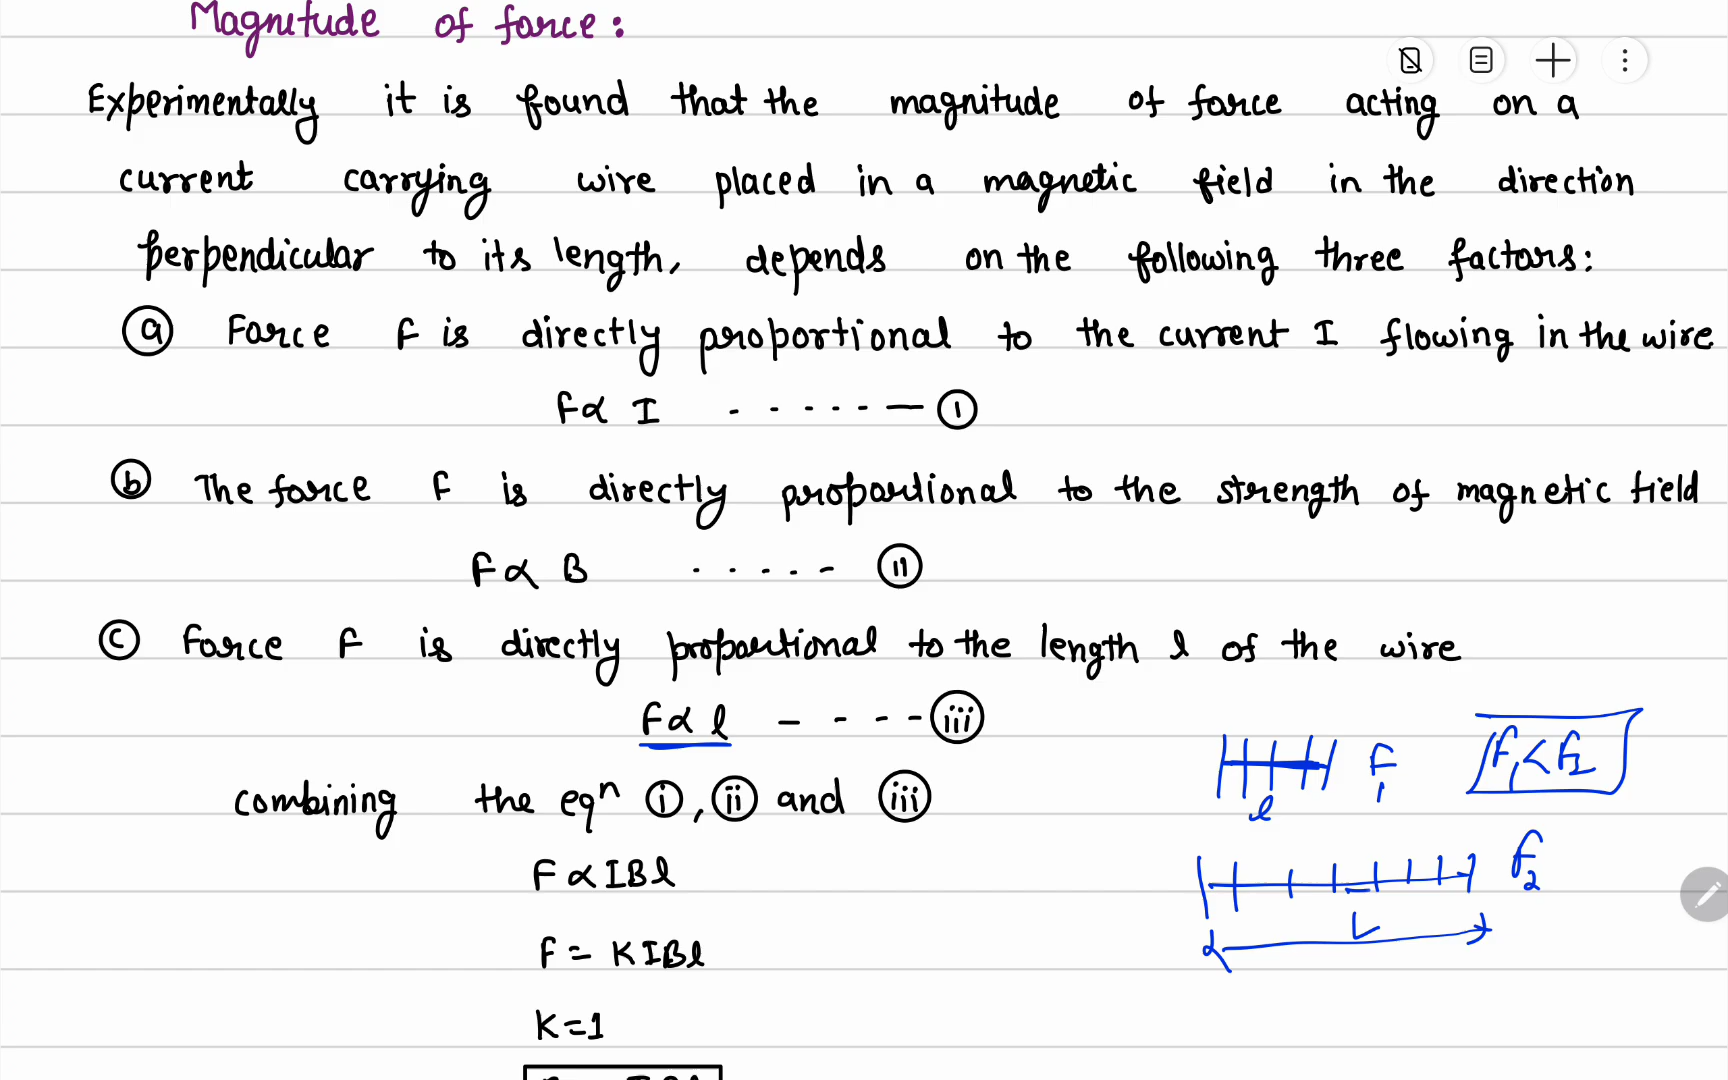 Magnitude of force:
Experimentally it is found that the magnitude of force acting on a
current carrying wire placed in a magnetic field in the direction
perpendicular to its length, depends on the following three factors:
(a) Force F is directly proportional to the current I flowing in the wire
F ∝ I ------ (i)
(b) The force F is directly proportional to the strength of magnetic field
F ∝ B ..... (ii)
(c) Force F is directly proportional to the length l of the wire
F ∝ l ---- (iii)
combining the eqⁿ (i), (ii) and (iii)
F ∝ IBl
F = KIBl
K=1
l F₁
F₁ < F₂
F₂
L